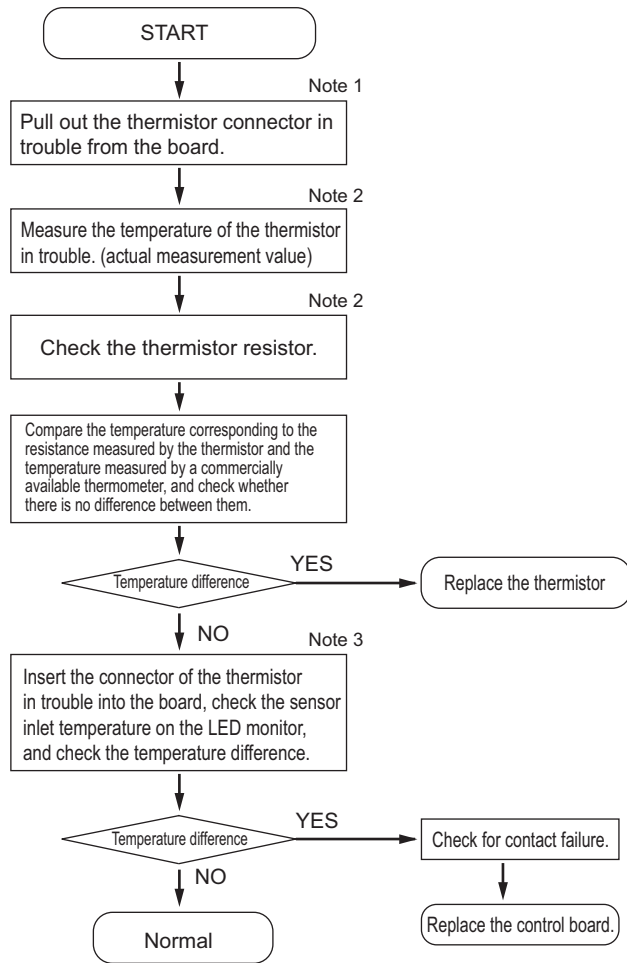 START
Note 1
Pull out the thermistor connector in
trouble from the board.
Note 2
Measure the temperature of the thermistor
in trouble. (actual measurement value)
Note 2
Check the thermistor resistor.
Compare the temperature corresponding to the
resistance measured by the thermistor and the
temperature measured by a commercially
available thermometer, and check whether
there is no difference between them.
Temperature difference
YES
Replace the thermistor
NO
Note 3
Insert the connector of the thermistor
in trouble into the board, check the sensor
inlet temperature on the LED monitor,
and check the temperature difference.
Temperature difference
YES
Check for contact failure.
NO
Replace the control board.
Normal